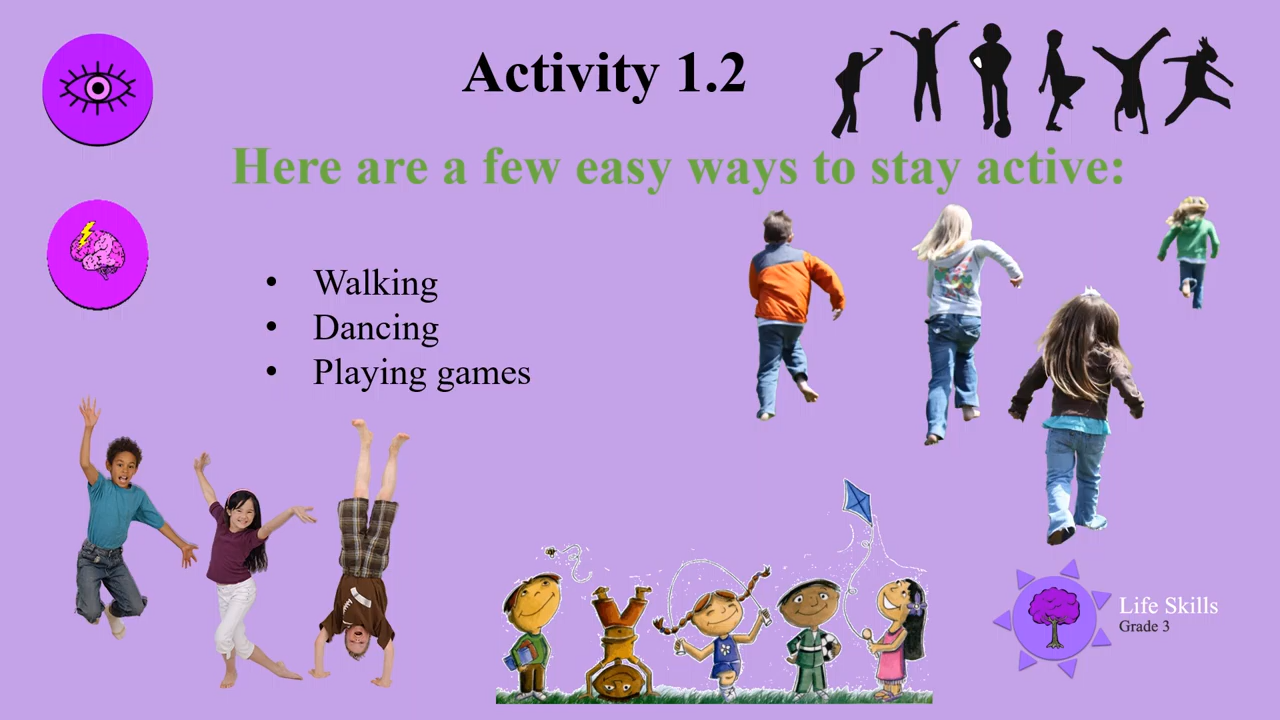 Activity 1.2
Here are a few easy ways to stay active:
• Walking
• Dancing
• Playing games
Life Skills
Grade 3